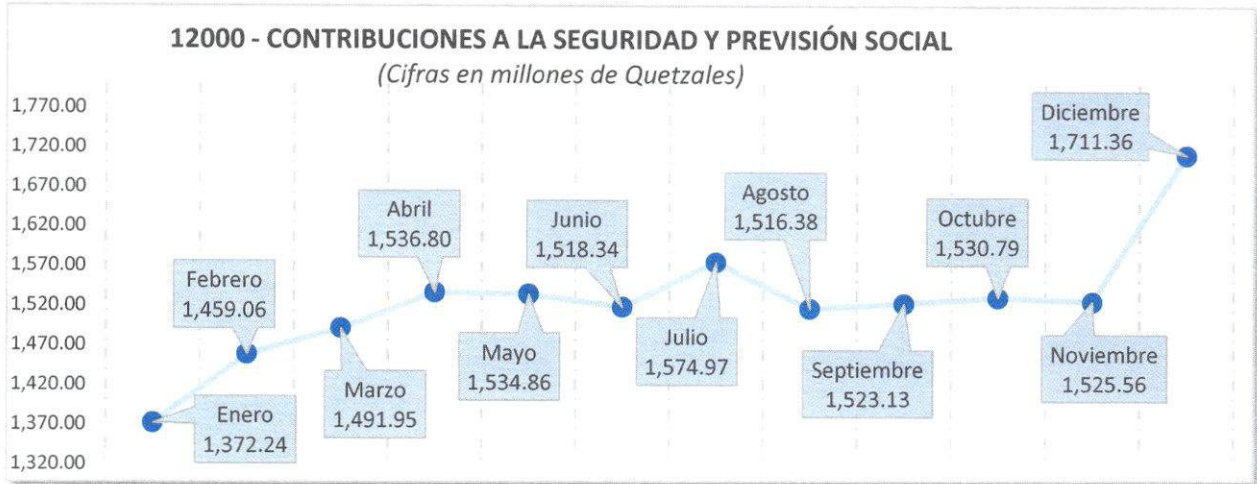 12000 - CONTRIBUCIONES A LA SEGURIDAD Y PREVISIÓN SOCIAL
(Cifras en millones de Quetzales)
1,770.00
1,720.00
1,670.00
1,620.00
1,570.00
1,520.00
1,470.00
1,420.00
1,370.00
1,320.00
Enero
1,372.24
Febrero
1,459.06
Marzo
1,491.95
Abril
1,536.80
Mayo
1,534.86
Junio
1,518.34
Julio
1,574.97
Agosto
1,516.38
Septiembre
1,523.13
Octubre
1,530.79
Noviembre
1,525.56
Diciembre
1,711.36